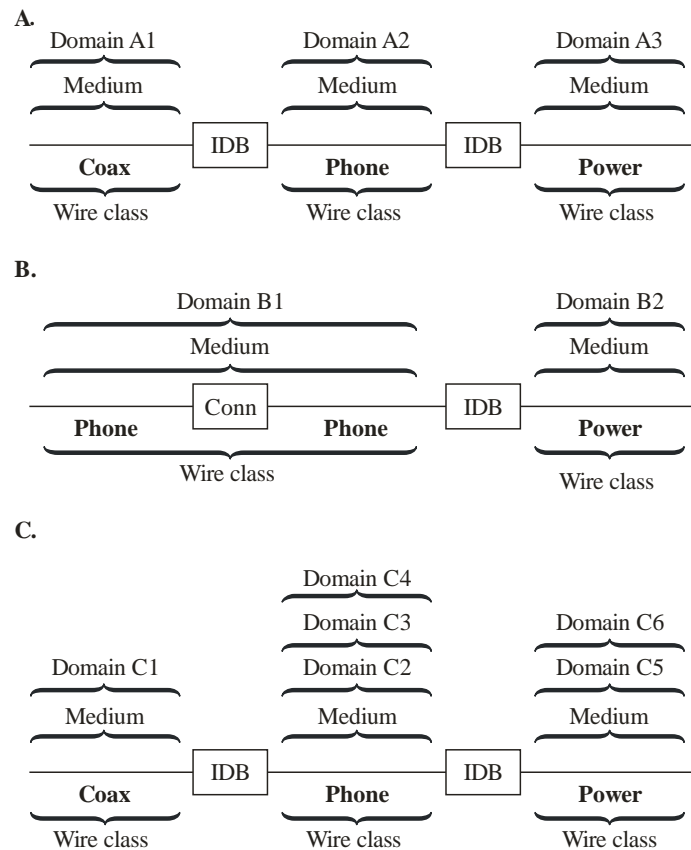 A.
Domain A1 Domain A2 Domain A3
Medium Medium Medium
IDB IDB
Coax Phone Power
Wire class Wire class Wire class
B.
Domain B1 Domain B2
Medium Medium
Conn IDB
Phone Phone Power
Wire class Wire class
C.
Domain C4
Domain C3 Domain C6
Domain C1 Domain C2 Domain C5
Medium Medium Medium
IDB IDB
Coax Phone Power
Wire class Wire class Wire class